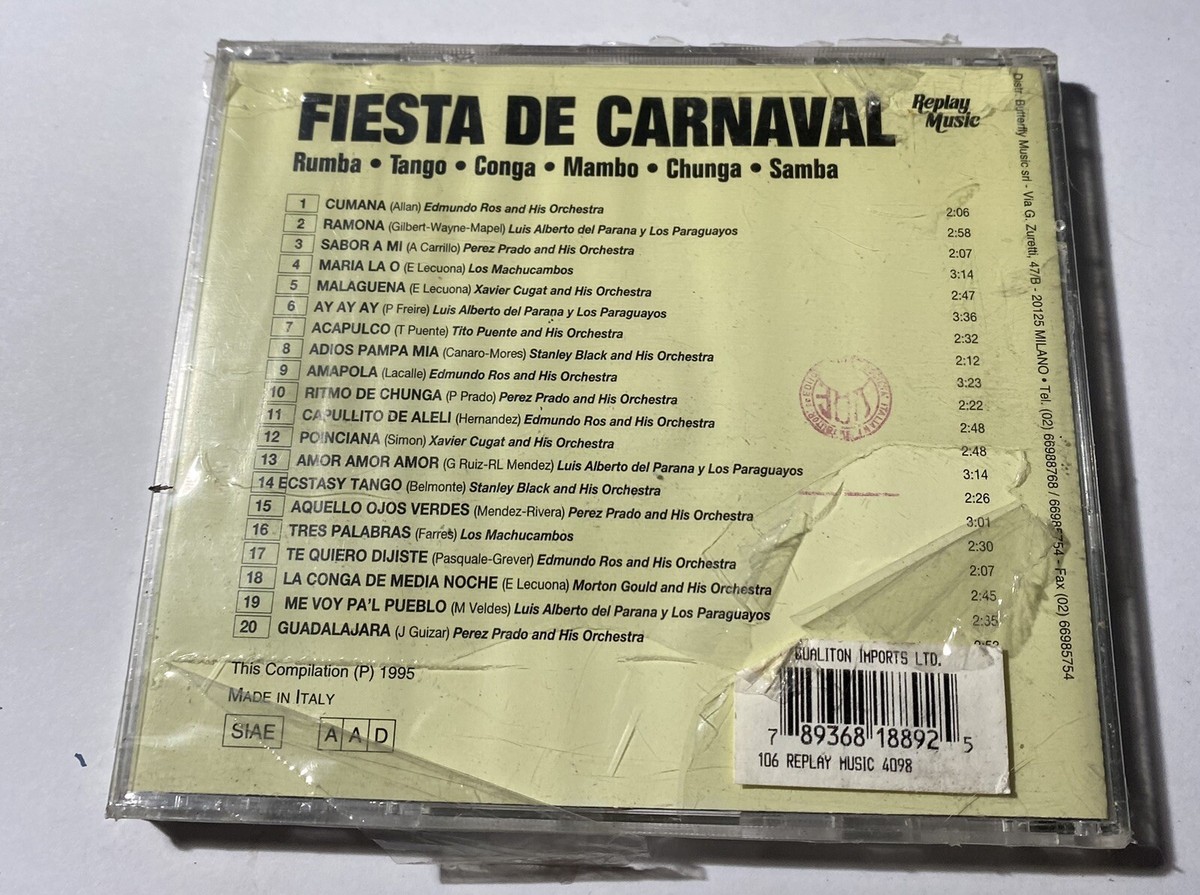 FIESTA DE CARNAVAL
Replay Music
Rumba • Tango • Conga • Mambo • Chunga • Samba
1 CUMANA (Allan) Edmundo Ros and His Orchestra 2:06
2 RAMONA (Gilbert-Wayne-Mapel) Luis Alberto del Parana y Los Paraguayos 2:58
3 SABOR A MI (A Carrillo) Perez Prado and His Orchestra 2:07
4 MARIA LA O (E Lecuona) Los Machucambos 3:14
5 MALAGUENA (E Lecuona) Xavier Cugat and His Orchestra 2:47
6 AY AY AY (P Freire) Luis Alberto del Parana y Los Paraguayos 3:36
7 ACAPULCO (T Puente) Tito Puente and His Orchestra 2:32
8 ADIOS PAMPA MIA (Canaro-Mores) Stanley Black and His Orchestra 2:12
9 AMAPOLA (Lacalle) Edmundo Ros and His Orchestra 3:23
10 RITMO DE CHUNGA (P Prado) Perez Prado and His Orchestra 2:22
11 CAPULLITO DE ALELI (Hernandez) Edmundo Ros and His Orchestra 2:48
12 POINCIANA (Simon) Xavier Cugat and His Orchestra 2:48
13 AMOR AMOR AMOR (G Ruiz-RL Mendez) Luis Alberto del Parana y Los Paraguayos 3:14
14 ECSTASY TANGO (Belmonte) Stanley Black and His Orchestra 2:26
15 AQUELLO OJOS VERDES (Mendez-Rivera) Perez Prado and His Orchestra 3:01
16 TRES PALABRAS (Farres) Los Machucambos 2:30
17 TE QUIERO DIJISTE (Pasquale-Grever) Edmundo Ros and His Orchestra 2:07
18 LA CONGA DE MEDIA NOCHE (E Lecuona) Morton Gould and His Orchestra 2:45
19 ME VOY PA'L PUEBLO (M Veldes) Luis Alberto del Parana y Los Paraguayos 2:35
20 GUADALAJARA (J Guizar) Perez Prado and His Orchestra
This Compilation (P) 1995
MADE IN ITALY
SIAE AAD
QUALITON IMPORTS LTD.
7 89368 18892 5
106 REPLAY MUSIC 4098
Distr. Butterfly Music srl - Via G. Zuretti, 47/B - 20125 MILANO • Tel. (02) 66988768 / 66985754 - Fax (02) 66985754